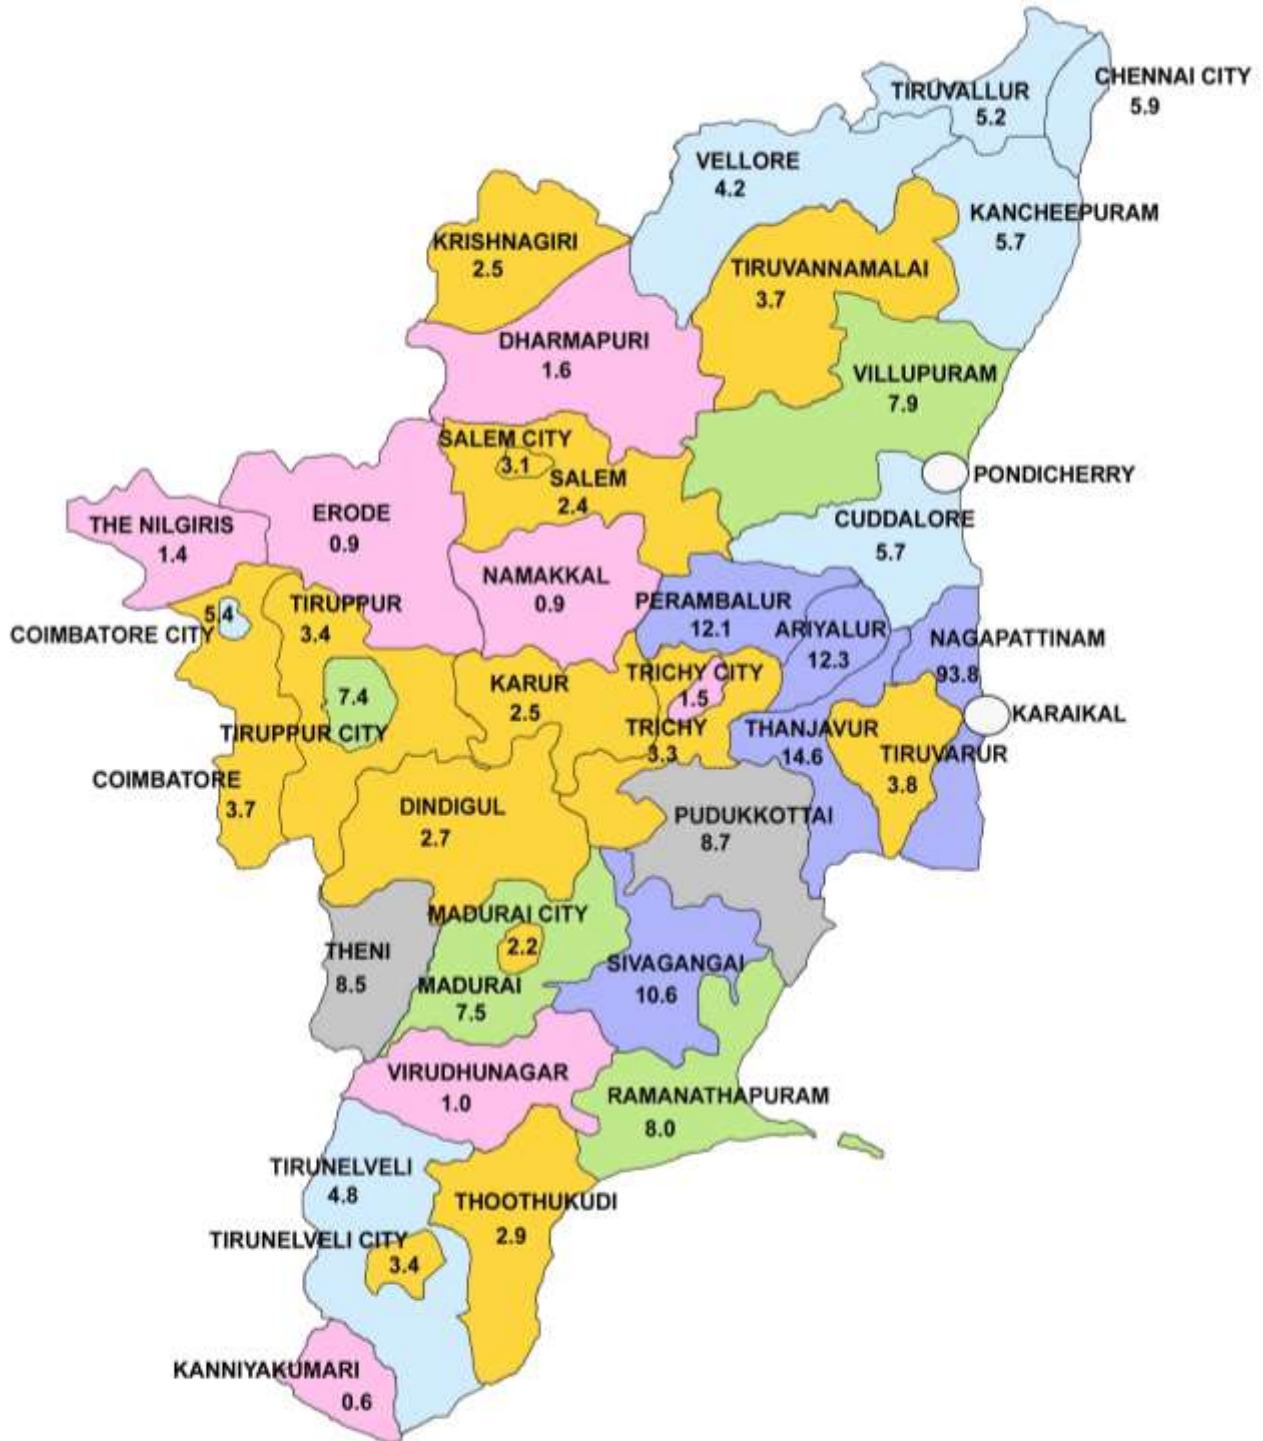 CHENNAI CITY
5.9
TIRUVALLUR
5.2
VELLORE
4.2
KANCHEEPURAM
5.7
KRISHNAGIRI
2.5
TIRUVANNAMALAI
3.7
DHARMAPURI
1.6
VILLUPURAM
7.9
SALEM CITY
3.1
SALEM
2.4
PONDICHERRY
ERODE
0.9
THE NILGIRIS
1.4
CUDDALORE
5.7
NAMAKKAL
0.9
PERAMBALUR
12.1
TIRUPPUR
3.4
5.4
COIMBATORE CITY
ARIYALUR
12.3
NAGAPATTINAM
93.8
TRICHY CITY
1.5
KARUR
2.5
7.4
TIRUPPUR CITY
KARAIKAL
TRICHY
3.3
THANJAVUR
14.6
TIRUVARUR
3.8
COIMBATORE
3.7
DINDIGUL
2.7
PUDUKKOTTAI
8.7
MADURAI CITY
2.2
THENI
8.5
SIVAGANGAI
10.6
MADURAI
7.5
VIRUDHUNAGAR
1.0
RAMANATHAPURAM
8.0
TIRUNELVELI
4.8
THOOTHUKUDI
2.9
TIRUNELVELI CITY
3.4
KANNIYAKUMARI
0.6